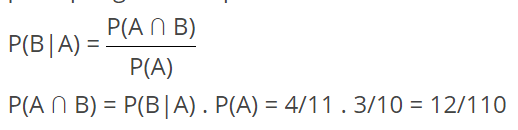 P(B|A) = P(A ∩ B)
P(A)
P(A ∩ B) = P(B|A) . P(A) = 4/11 . 3/10 = 12/110